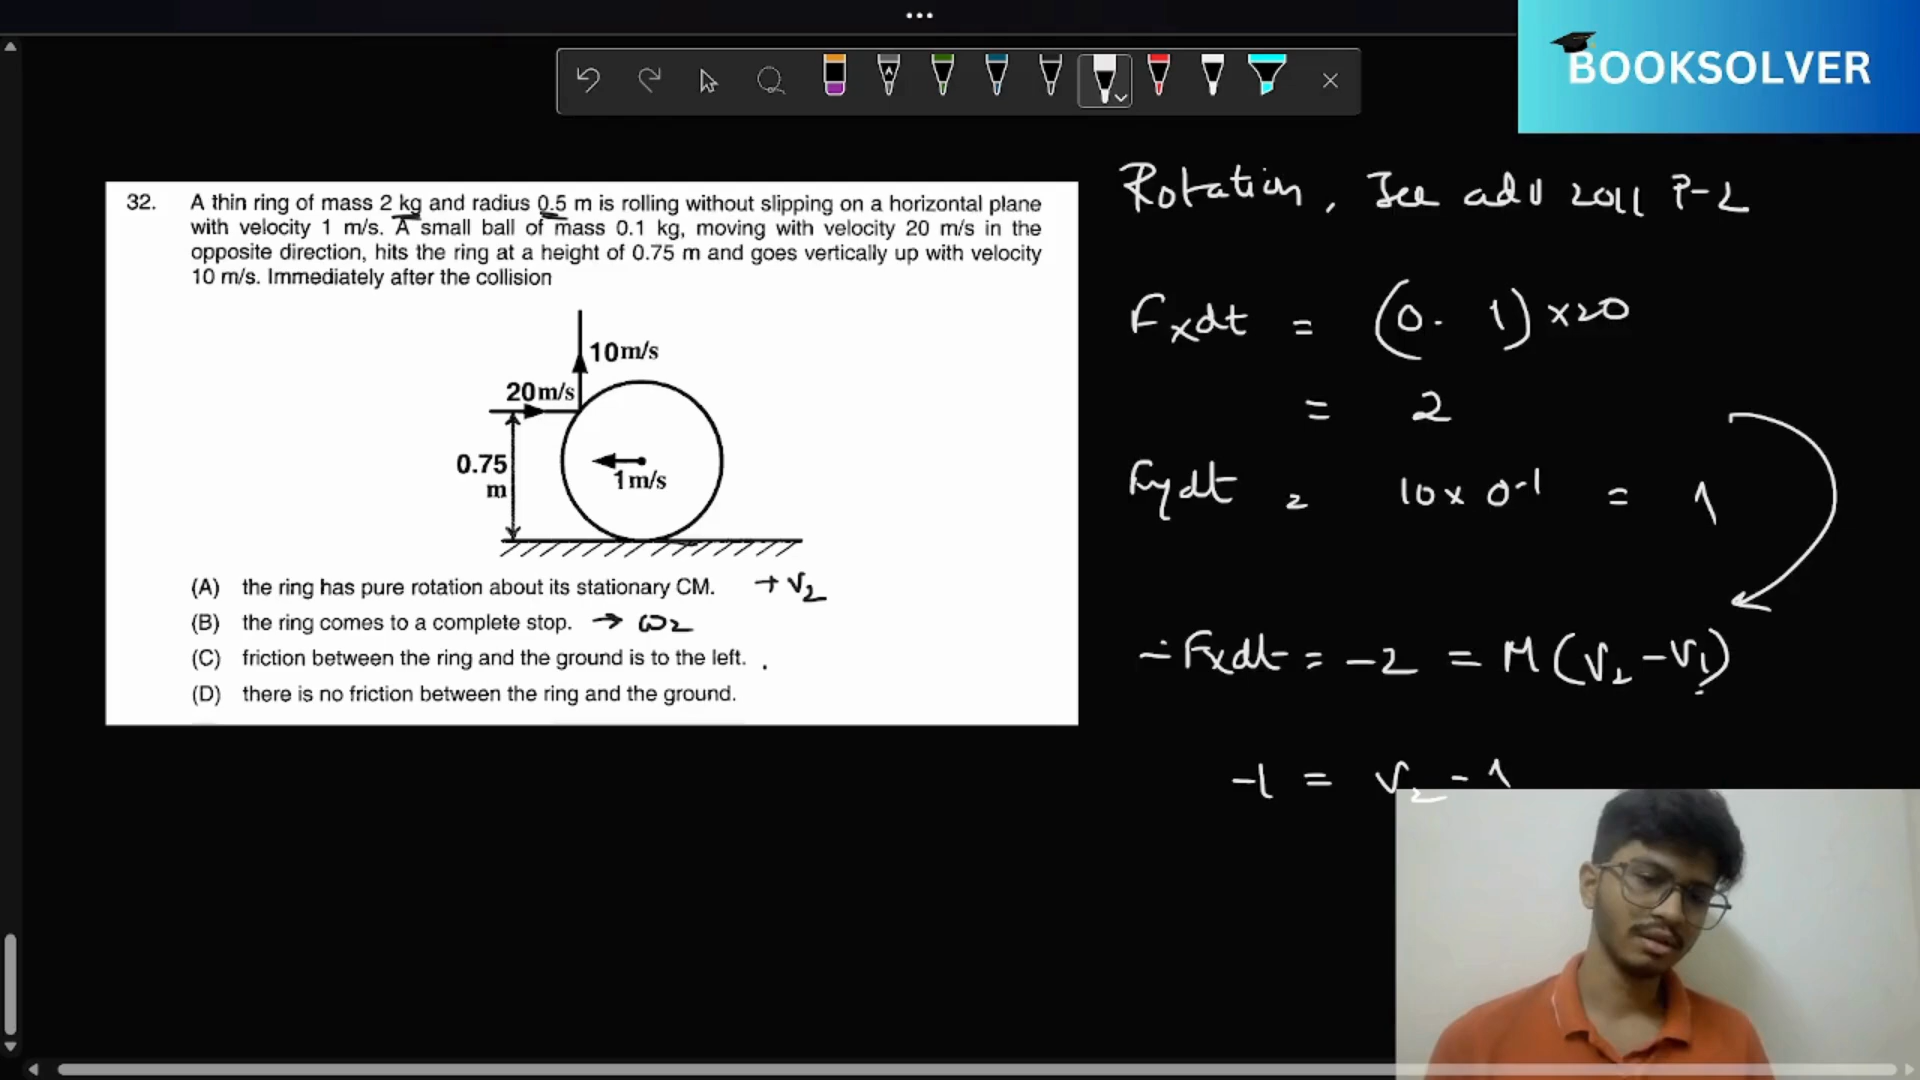 BOOKSOLVER
Rotation, Jee adv 2011 P-2
32. A thin ring of mass 2 kg and radius 0.5 m is rolling without slipping on a horizontal plane
with velocity 1 m/s. A small ball of mass 0.1 kg, moving with velocity 20 m/s in the
opposite direction, hits the ring at a height of 0.75 m and goes vertically up with velocity
10 m/s. Immediately after the collision
10 m/s
20 m/s
0.75
m
1 m/s
(A) the ring has pure rotation about its stationary CM. → v₂
(B) the ring comes to a complete stop. → ω₂
(C) friction between the ring and the ground is to the left.
(D) there is no friction between the ring and the ground.
Fxdt = (0.1) × 20
= 2
Fydt = 10 × 0.1 = 1
- Fxdt = -2 = M(v₂ - v₁)
-1 = v₂ - 1